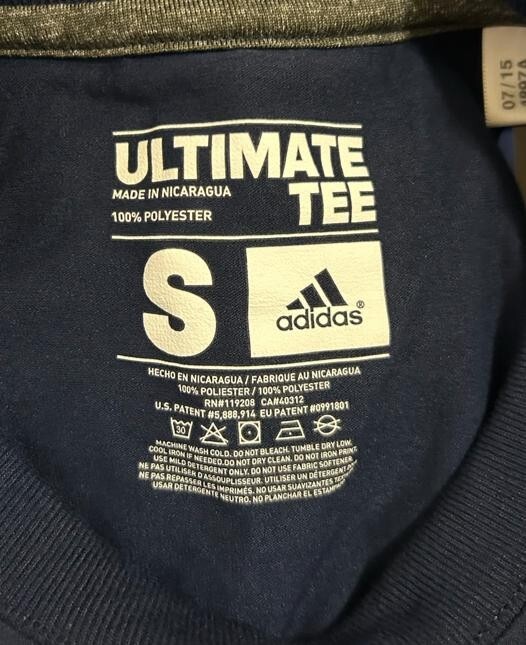 ULTIMATE
TEE
MADE IN NICARAGUA
100% POLYESTER
S
adidas®
HECHO EN NICARAGUA / FABRIQUE AU NICARAGUA
100% POLIESTER / 100% POLYESTER
RN#119208 CA#40312
U.S. PATENT #5,888,914 EU PATENT #0991801
30
MACHINE WASH COLD. DO NOT BLEACH. TUMBLE DRY LOW.
COOL IRON IF NEEDED.DO NOT DRY CLEAN. DO NOT IRON PRINT.
USE MILD DETERGENT ONLY. DO NOT USE FABRIC SOFTENER.
NE PAS UTILISER D'ASSOUPLISSEUR. UTILISER UN DÉTERGENT
NE PAS REPASSER LES IMPRIMÉS. NO USAR SUAVIZANTES
USAR DETERGENTE NEUTRO. NO PLANCHAR EL
07/15